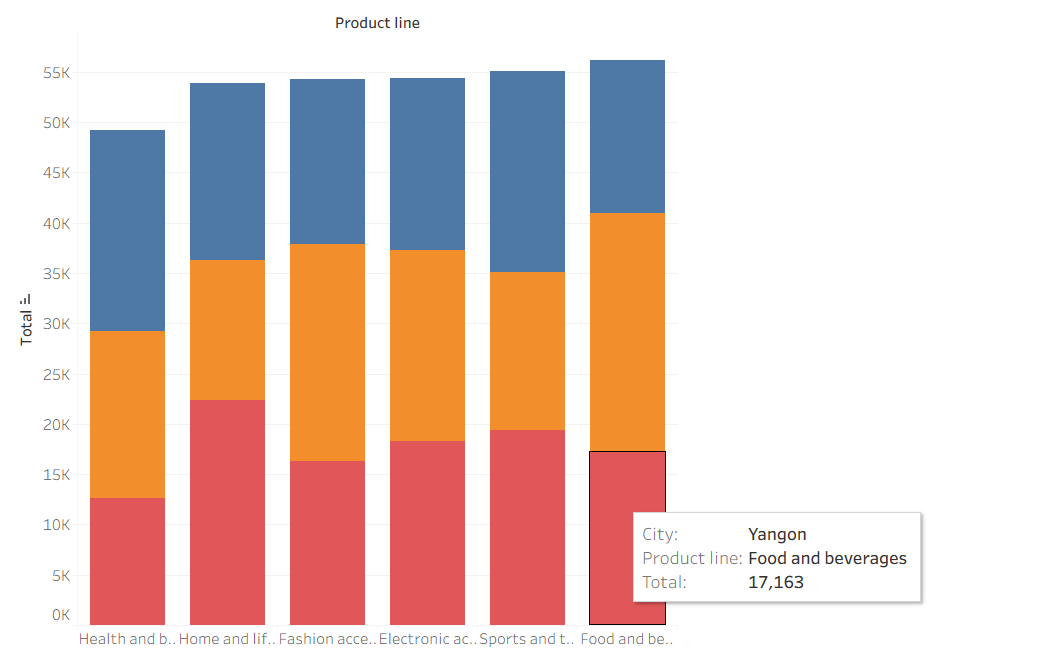 Product line
55K
50K
45K
40K
35K
30K
25K
20K
15K
10K
5K
0K
Total
City: Yangon
Product line: Food and beverages
Total: 17,163
Health and b.. Home and lif.. Fashion acce.. Electronic ac.. Sports and t.. Food and be..